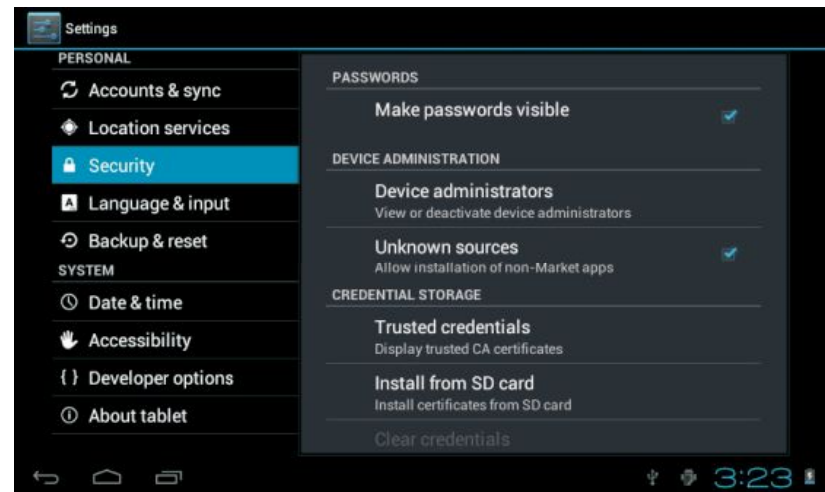 Settings
PERSONAL
Accounts & sync
Location services
Security
Language & input
Backup & reset
SYSTEM
Date & time
Accessibility
{ } Developer options
About tablet
PASSWORDS
Make passwords visible
DEVICE ADMINISTRATION
Device administrators
View or deactivate device administrators
Unknown sources
Allow installation of non-Market apps
CREDENTIAL STORAGE
Trusted credentials
Display trusted CA certificates
Install from SD card
Install certificates from SD card
Clear credentials
3:23